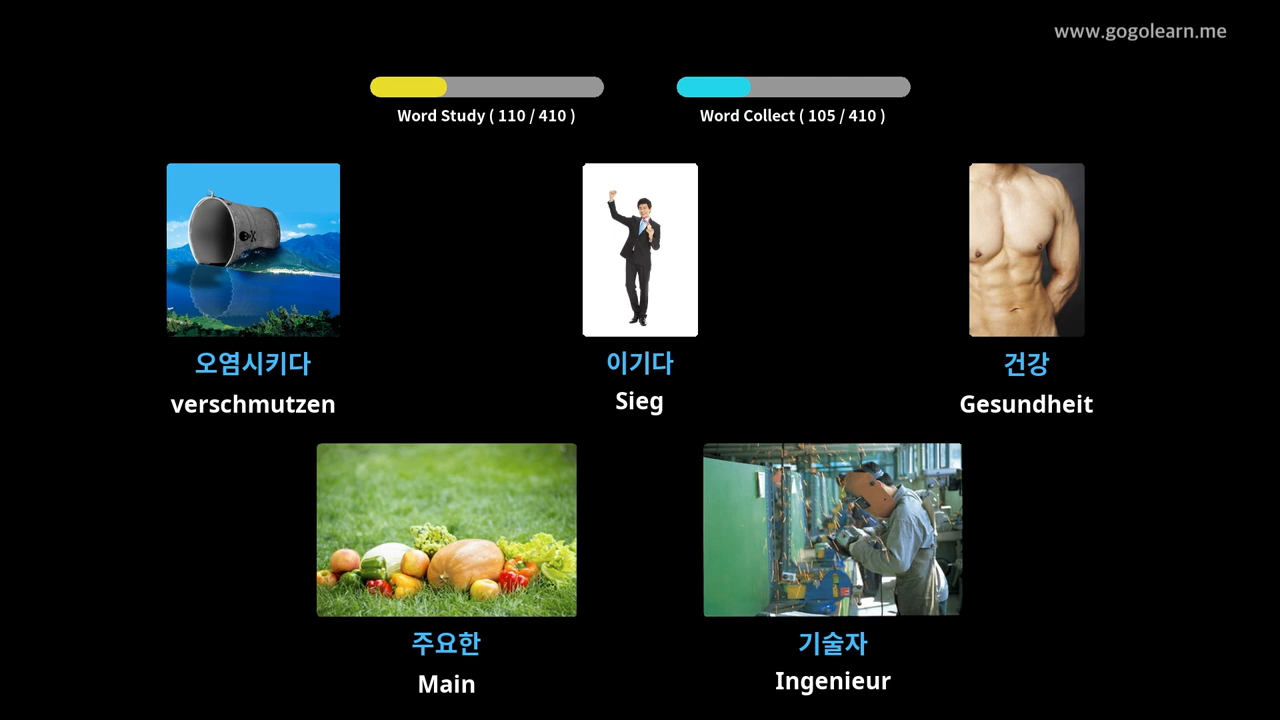 www.gogolearn.me
Word Study ( 110 / 410 )
Word Collect ( 105 / 410 )
오염시키다
verschmutzen
이기다
Sieg
건강
Gesundheit
주요한
Main
기술자
Ingenieur